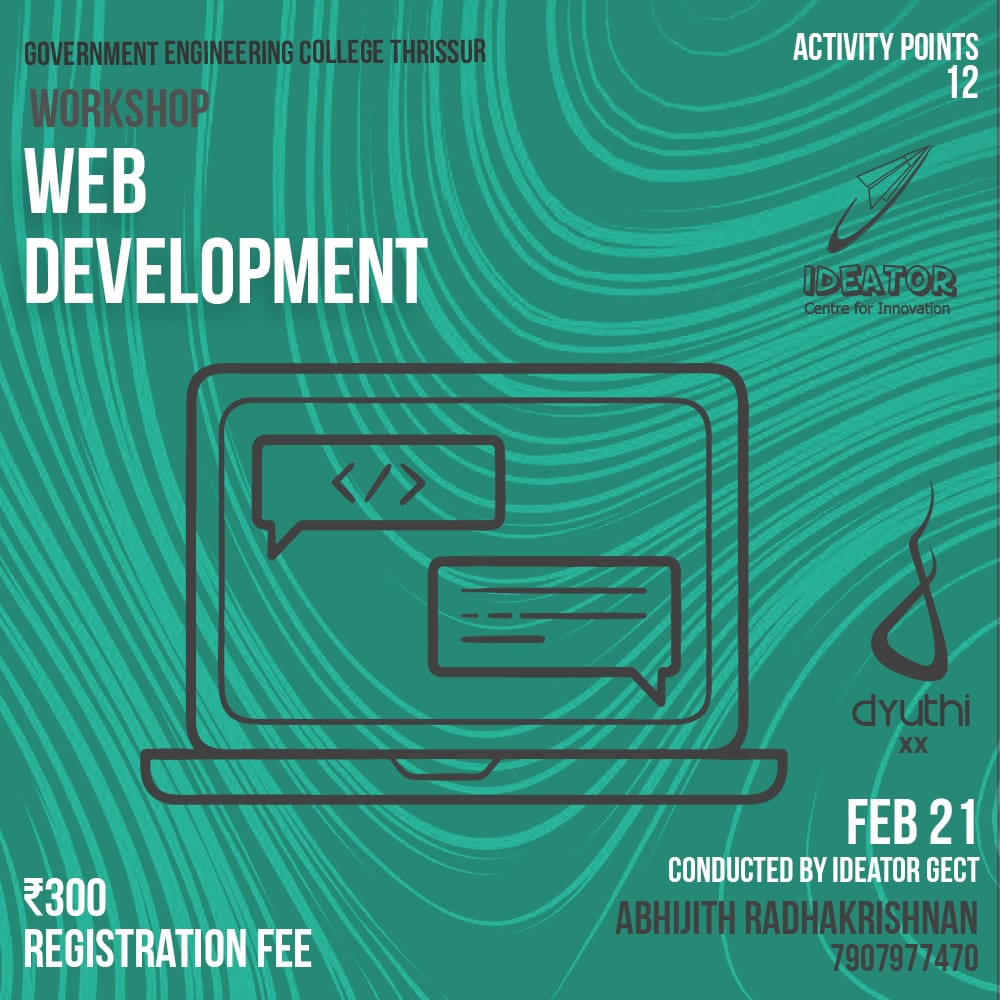 GOVERNMENT ENGINEERING COLLEGE THRISSUR
WORKSHOP
WEB
DEVELOPMENT
ACTIVITY POINTS
12
IDEATOR
Centre for Innovation
</>
dyuthi
xx
FEB 21
CONDUCTED BY IDEATOR GECT
ABHIJITH RADHAKRISHNAN
7907977470
₹300
REGISTRATION FEE